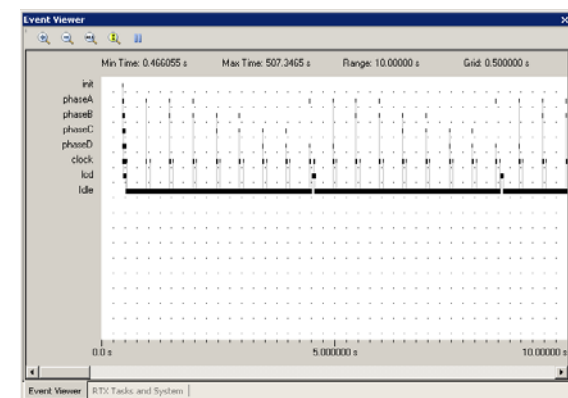 Event Viewer
Min Time: 0.466055 s Max Time: 507.3465 s Range: 10.00000 s Grid: 0.500000 s
init
phaseA
phaseB
phaseC
phaseD
clock
lcd
Idle
0.0 s 5.000000 s 10.00000 s
Event Viewer RTX Tasks and System